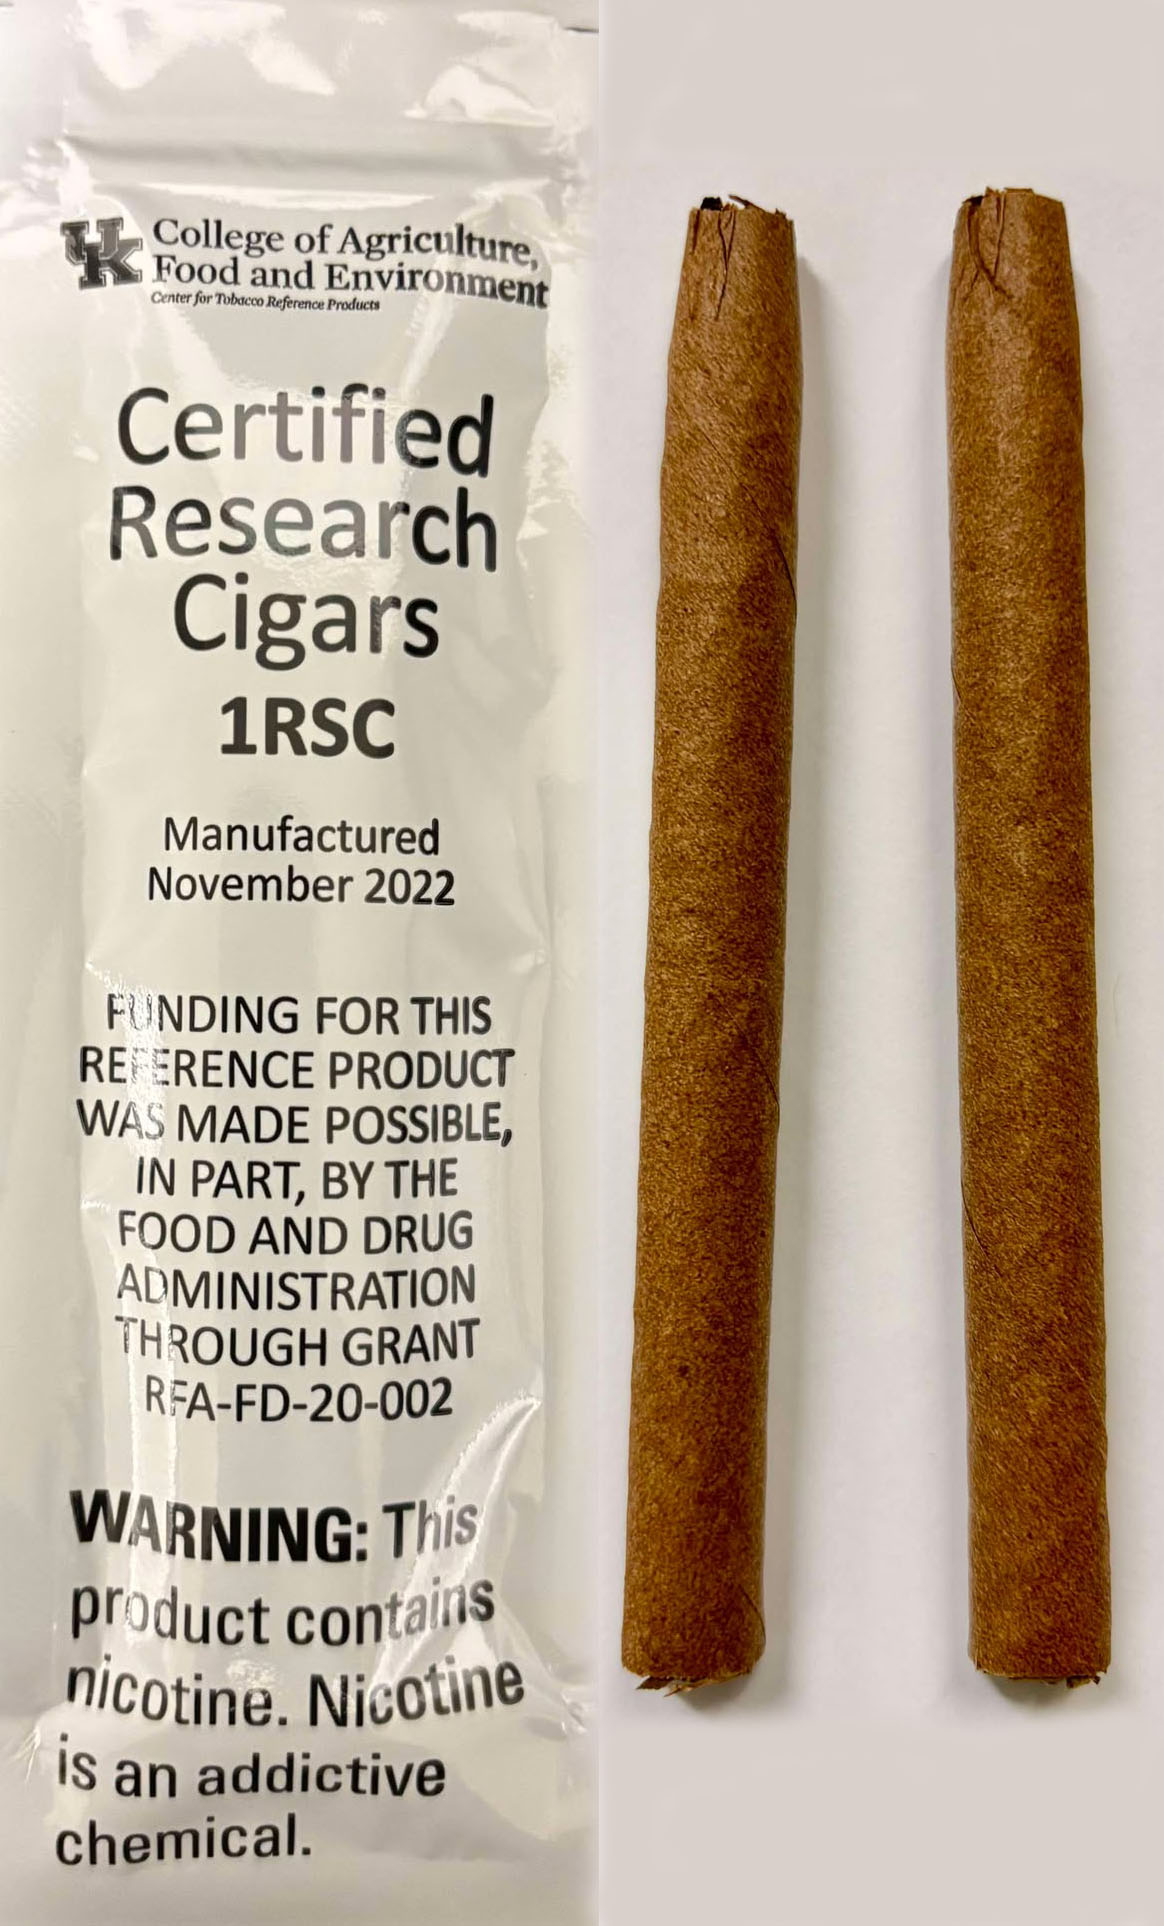 UK
College of Agriculture,
Food and Environment
Center for Tobacco Reference Products
Certified
Research
Cigars
1RSC
Manufactured
November 2022
FUNDING FOR THIS
REFERENCE PRODUCT
WAS MADE POSSIBLE,
IN PART, BY THE
FOOD AND DRUG
ADMINISTRATION
THROUGH GRANT
RFA-FD-20-002
WARNING: This
product contains
nicotine. Nicotine
is an addictive
chemical.